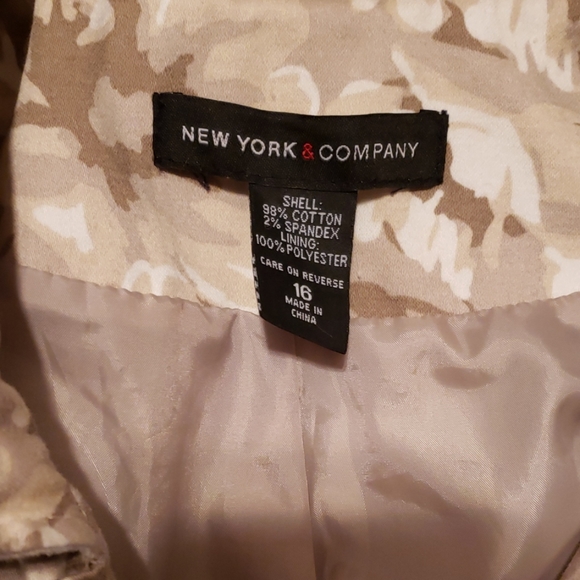 NEW YORK & COMPANY
SHELL:
98% COTTON
2% SPANDEX
LINING:
100% POLYESTER
CARE ON REVERSE
16
MADE IN
CHINA